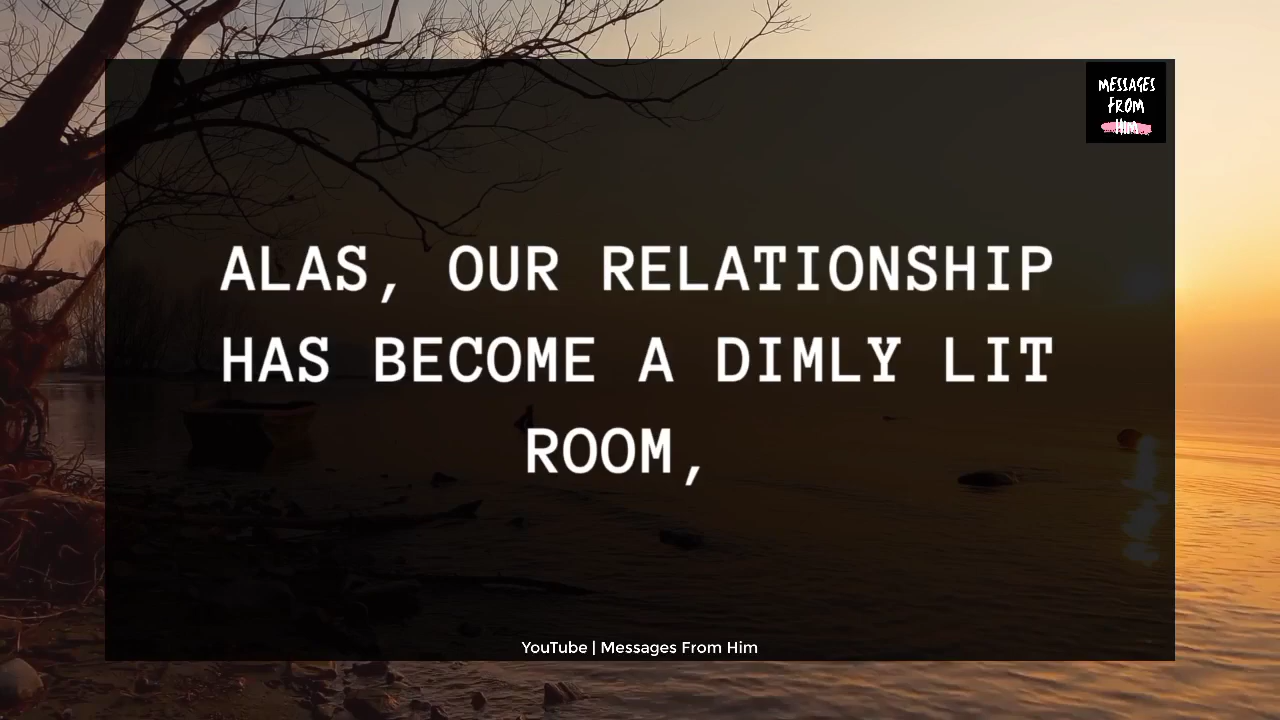 MESSAGES
FROM
HIM
ALAS, OUR RELATIONSHIP
HAS BECOME A DIMLY LIT
ROOM,
YouTube | Messages From Him